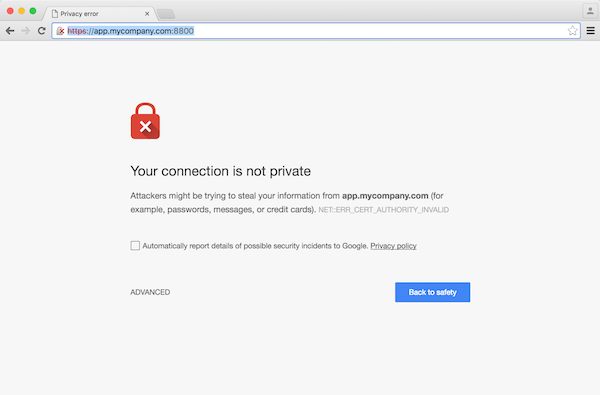 Privacy error
https://app.mycompany.com:8800
Your connection is not private
Attackers might be trying to steal your information from app.mycompany.com (for
example, passwords, messages, or credit cards). NET::ERR_CERT_AUTHORITY_INVALID
Automatically report details of possible security incidents to Google. Privacy policy
ADVANCED
Back to safety